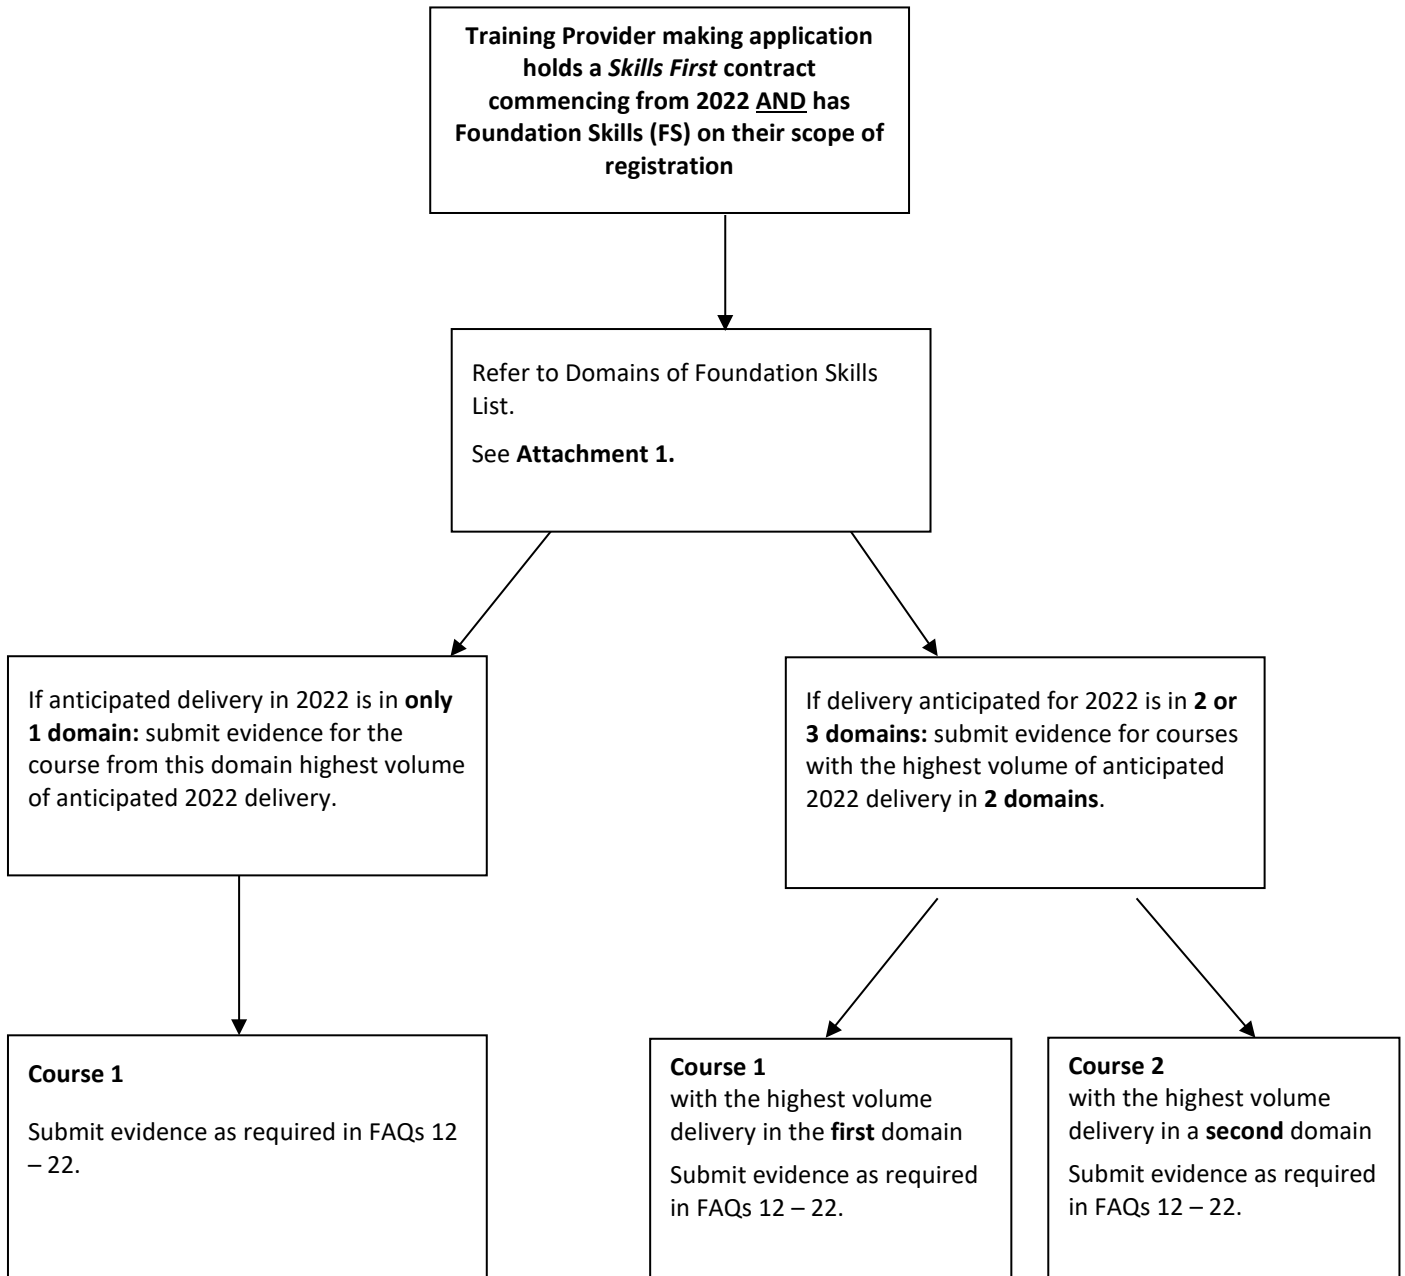 Training Provider making application
holds a Skills First contract
commencing from 2022 AND has
Foundation Skills (FS) on their scope of
registration
Refer to Domains of Foundation Skills
List.
See Attachment 1.
If anticipated delivery in 2022 is in only
1 domain: submit evidence for the
course from this domain highest volume
of anticipated 2022 delivery.
If delivery anticipated for 2022 is in 2 or
3 domains: submit evidence for courses
with the highest volume of anticipated
2022 delivery in 2 domains.
Course 1
Submit evidence as required in FAQs 12
– 22.
Course 1
with the highest volume
delivery in the first domain
Submit evidence as required
in FAQs 12 – 22.
Course 2
with the highest volume
delivery in a second domain
Submit evidence as required
in FAQs 12 – 22.